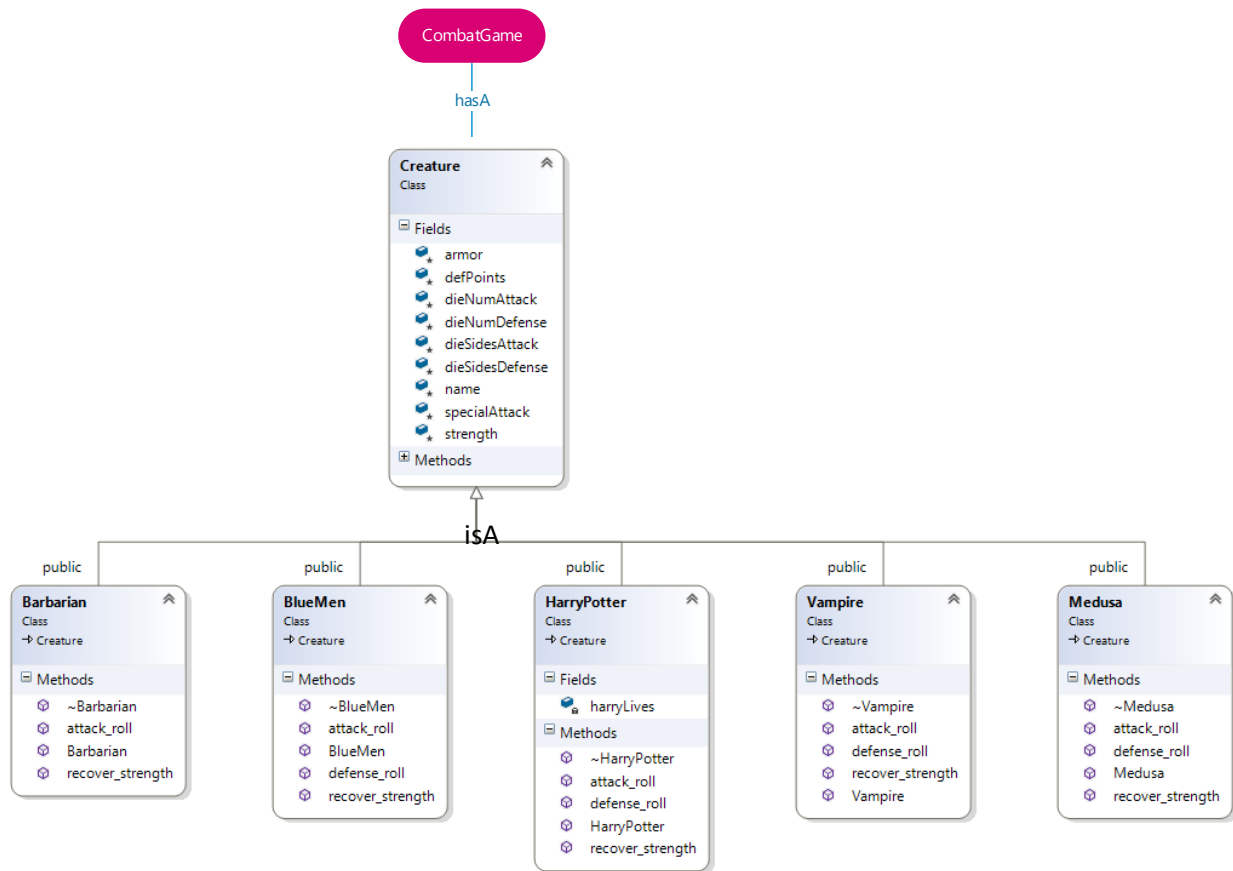 CombatGame
hasA
Creature
Class
Fields
armor
defPoints
dieNumAttack
dieNumDefense
dieSidesAttack
dieSidesDefense
name
specialAttack
strength
Methods
isA
public
Barbarian
Class
Creature
Methods
~Barbarian
attack_roll
Barbarian
recover_strength
public
BlueMen
Class
Creature
Methods
~BlueMen
attack_roll
BlueMen
defense_roll
recover_strength
public
HarryPotter
Class
Creature
Fields
harryLives
Methods
~HarryPotter
attack_roll
defense_roll
HarryPotter
recover_strength
public
Vampire
Class
Creature
Methods
~Vampire
attack_roll
defense_roll
recover_strength
Vampire
public
Medusa
Class
Creature
Methods
~Medusa
attack_roll
defense_roll
Medusa
recover_strength